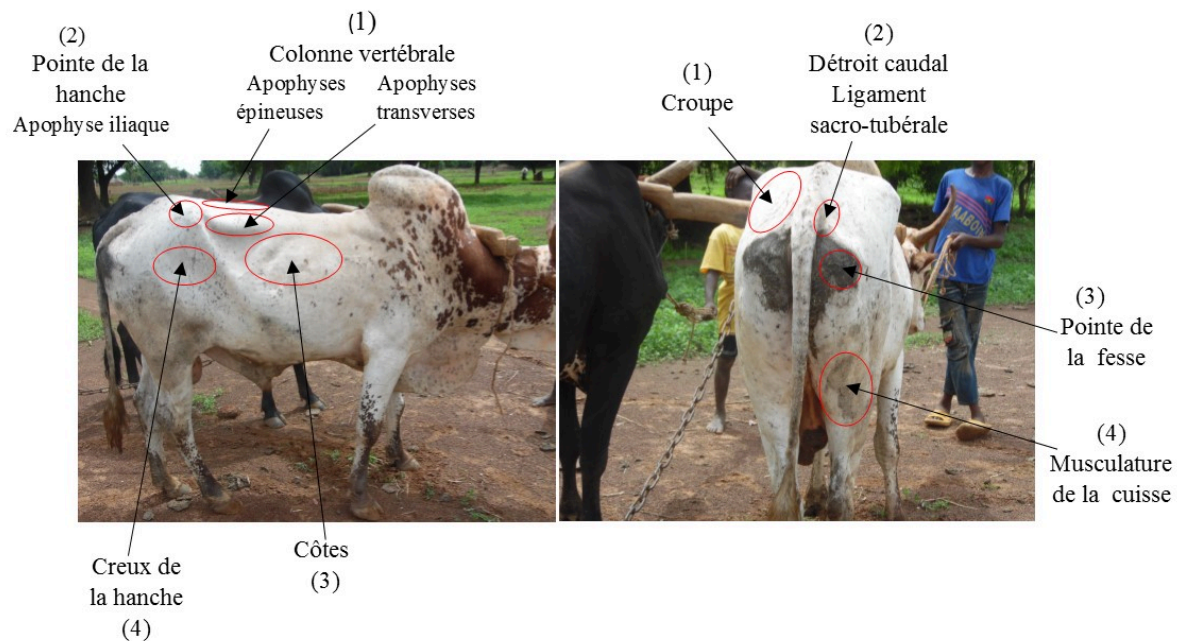 (2)
Pointe de la
hanche
Apophyse iliaque
(1)
Colonne vertébrale
Apophyses
épineuses
Apophyses
transverses
Creux de
la hanche
(4)
Côtes
(3)
(1)
Croupe
(2)
Détroit caudal
Ligament
sacro-tubérale
(3)
Pointe de
la fesse
(4)
Musculature
de la cuisse